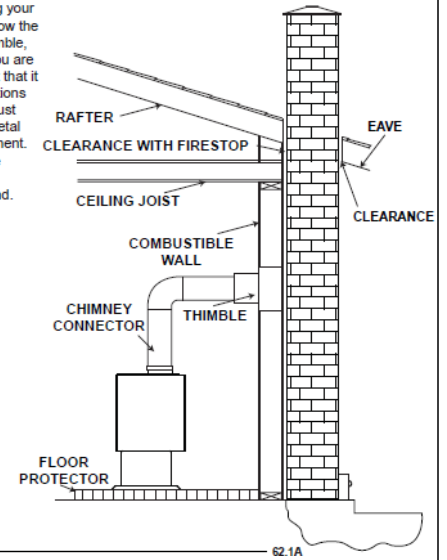 g your
ow the
mble,
ou are
that it
tions
ust
etal
ment.
nd.
RAFTER
EAVE
CLEARANCE WITH FIRESTOP
CEILING JOIST
CLEARANCE
COMBUSTIBLE
WALL
CHIMNEY
CONNECTOR
THIMBLE
FLOOR
PROTECTOR
62.1A